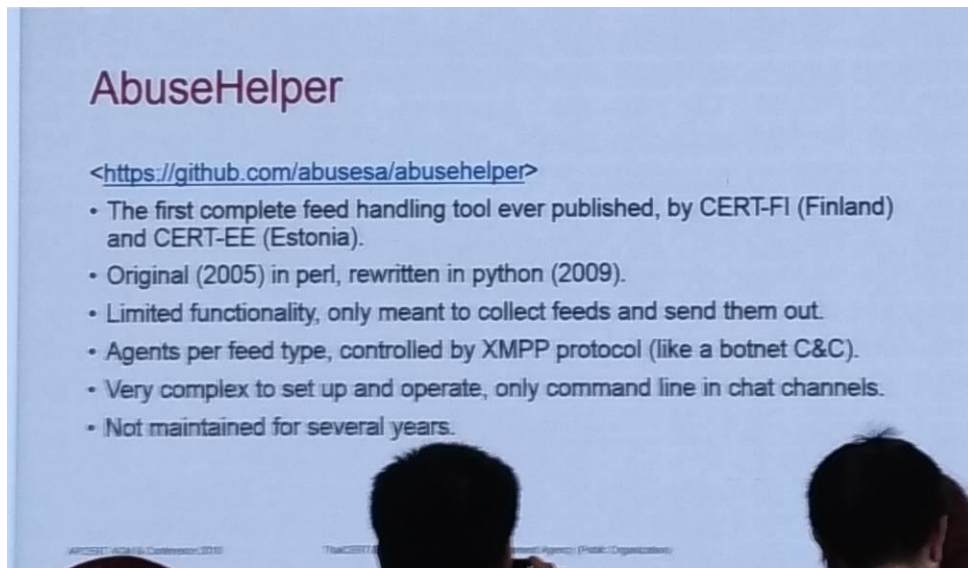 AbuseHelper
<https://github.com/abusesa/abusehelper>
• The first complete feed handling tool ever published, by CERT-FI (Finland)
and CERT-EE (Estonia).
• Original (2005) in perl, rewritten in python (2009).
• Limited functionality, only meant to collect feeds and send them out.
• Agents per feed type, controlled by XMPP protocol (like a botnet C&C).
• Very complex to set up and operate, only command line in chat channels.
• Not maintained for several years.
Agency (Public Organization)